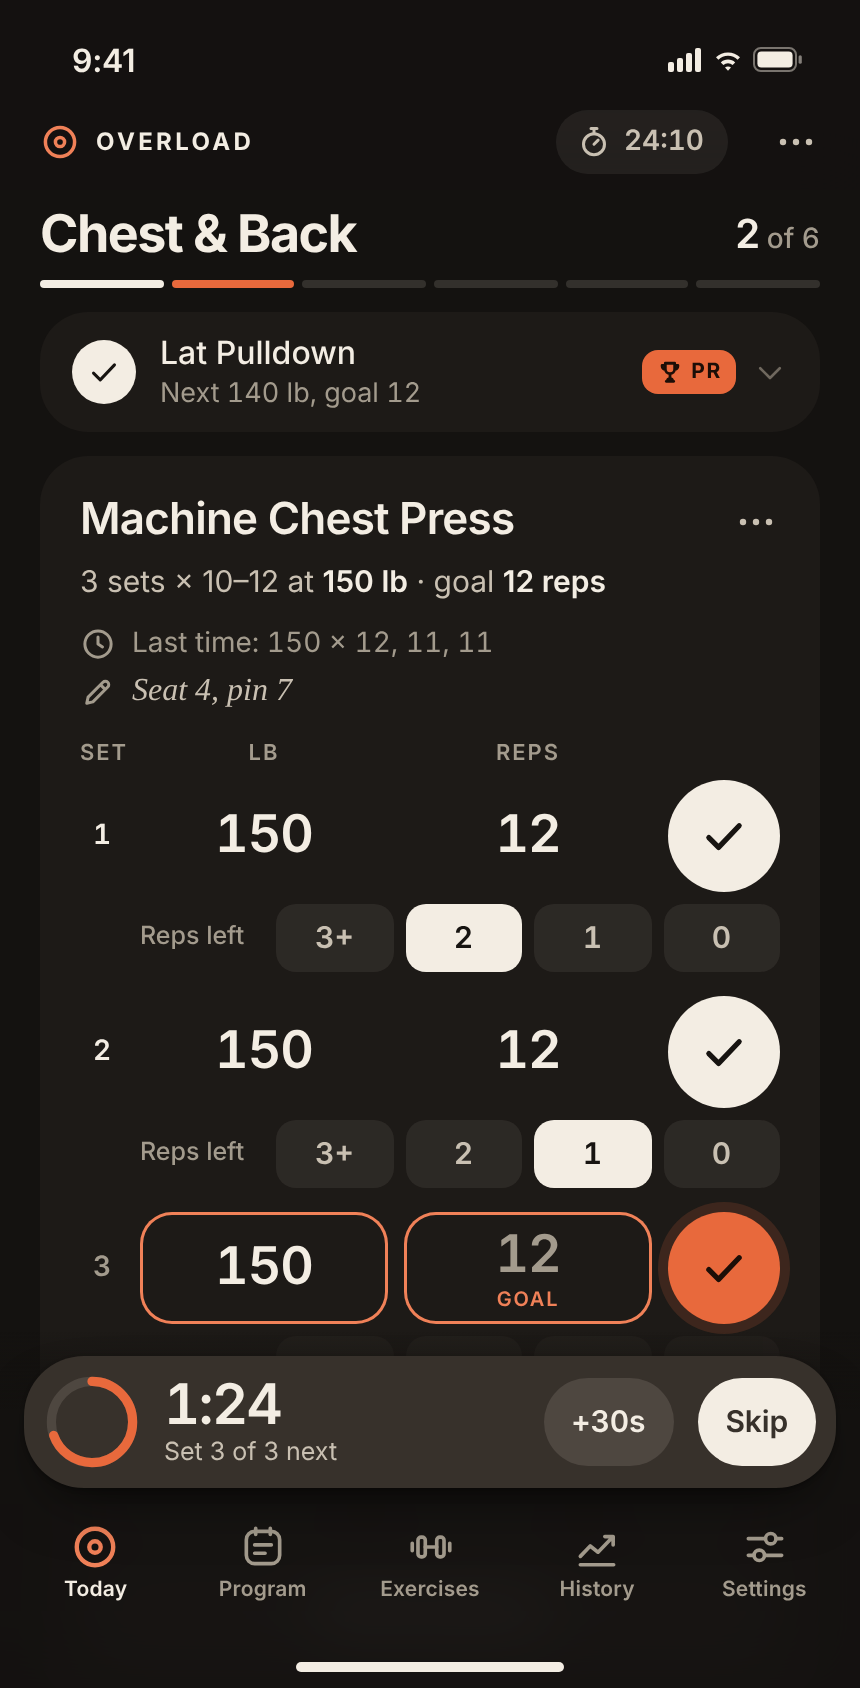 9:41
OVERLOAD
24:10
Chest & Back
2 of 6
Lat Pulldown
Next 140 lb, goal 12
PR
Machine Chest Press
3 sets × 10–12 at 150 lb · goal 12 reps
Last time: 150 × 12, 11, 11
Seat 4, pin 7
SET LB REPS
1 150 12
Reps left 3+ 2 1 0
2 150 12
Reps left 3+ 2 1 0
3 150 12
GOAL
1:24
Set 3 of 3 next
+30s
Skip
Today Program Exercises History Settings